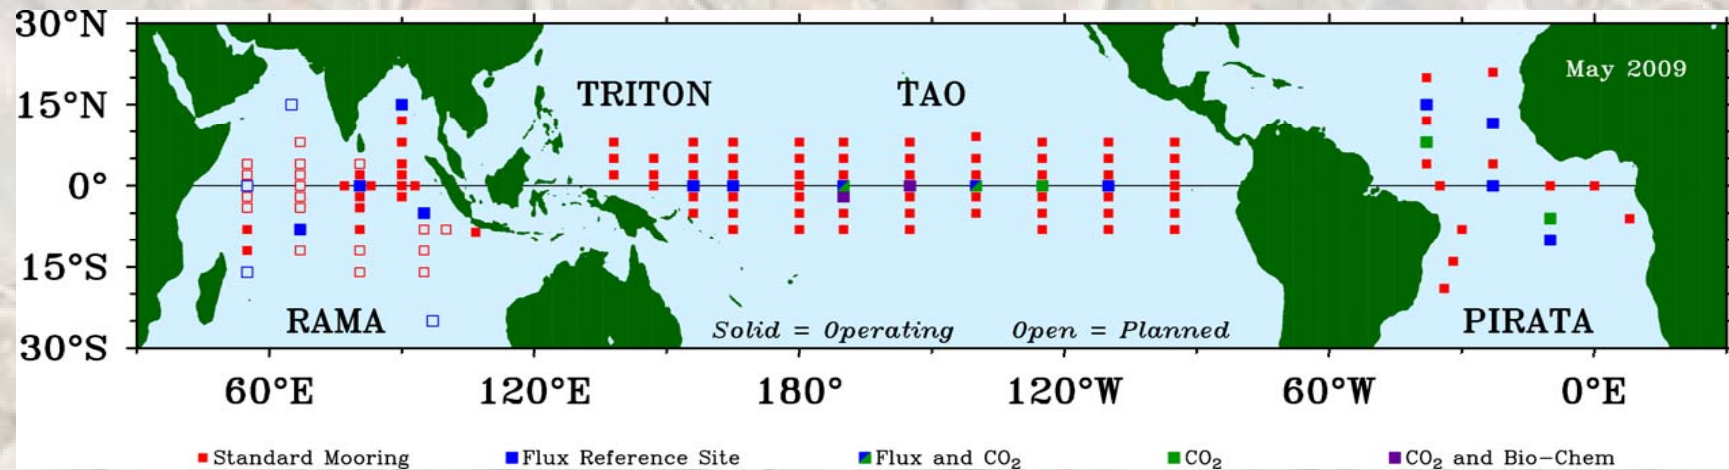 30°N
May 2009
TRITON TAO
15°N
0°
15°S
RAMA Solid = Operating Open = Planned PIRATA
30°S
60°E 120°E 180° 120°W 60°W 0°E
Standard Mooring Flux Reference Site Flux and CO₂ CO₂ CO₂ and Bio-Chem